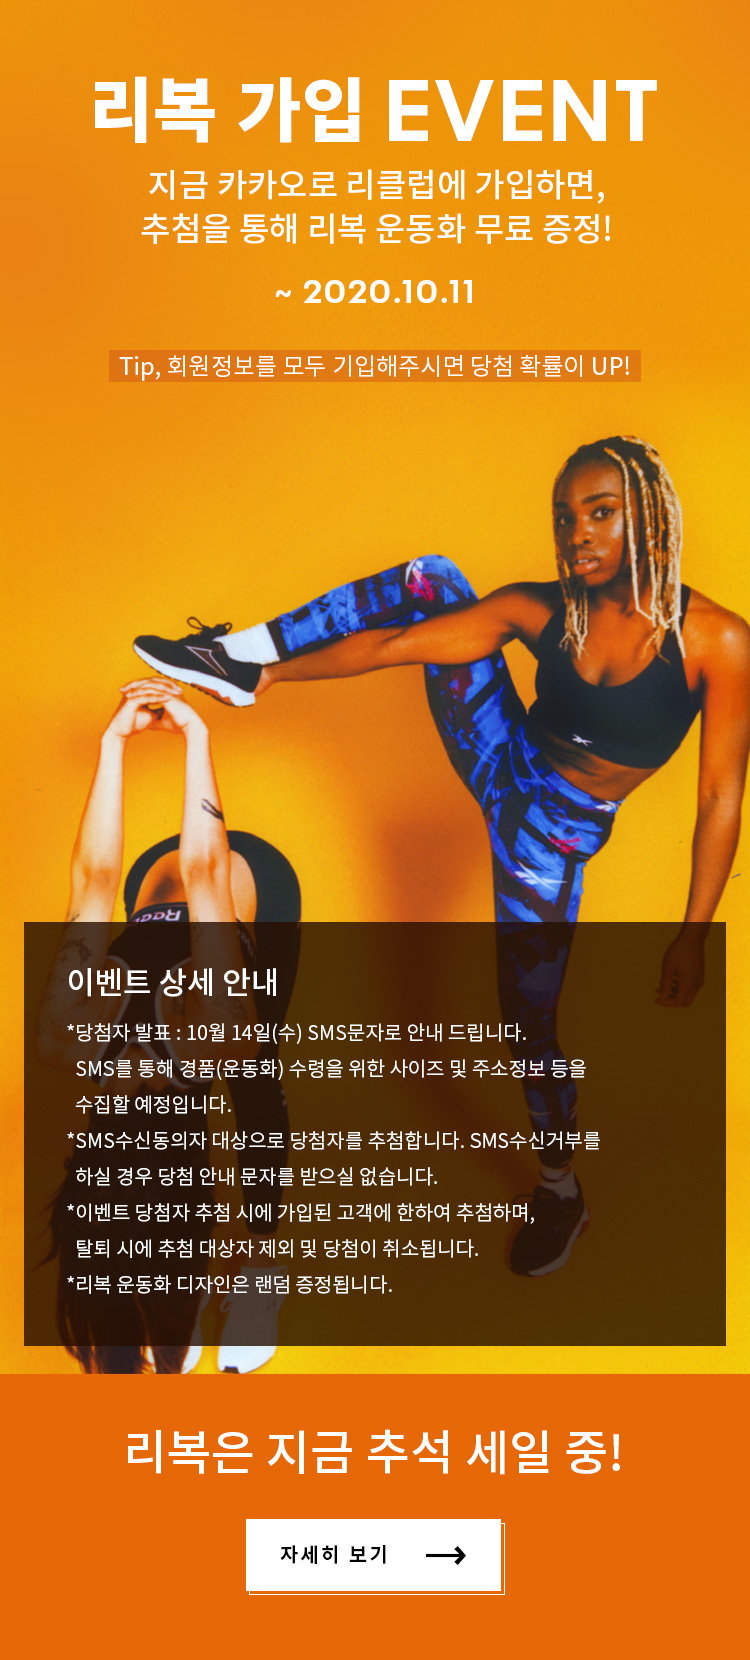 리복 가입 EVENT
지금 카카오로 리클럽에 가입하면,
추첨을 통해 리복 운동화 무료 증정!
~ 2020.10.11
Tip, 회원정보를 모두 기입해주시면 당첨 확률이 UP!
Reebok
이벤트 상세 안내
*당첨자 발표 : 10월 14일(수) SMS문자로 안내 드립니다.
SMS를 통해 경품(운동화) 수령을 위한 사이즈 및 주소정보 등을
수집할 예정입니다.
*SMS수신동의자 대상으로 당첨자를 추첨합니다. SMS수신거부를
하실 경우 당첨 안내 문자를 받으실 없습니다.
*이벤트 당첨자 추첨 시에 가입된 고객에 한하여 추첨하며,
탈퇴 시에 추첨 대상자 제외 및 당첨이 취소됩니다.
*리복 운동화 디자인은 랜덤 증정됩니다.
리복은 지금 추석 세일 중!
자세히 보기